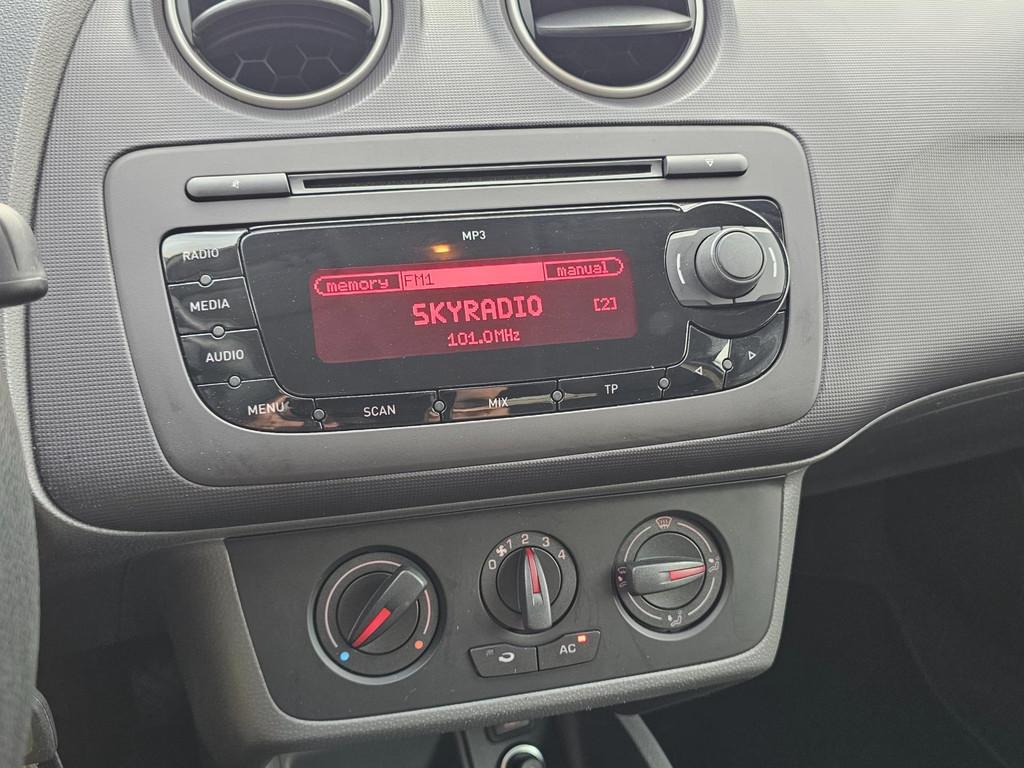 MP3
RADIO
memory FM1 manual
MEDIA
SKYRADIO [2]
101.0MHz
AUDIO
MENU SCAN MIX TP
0 1 2 3 4
AC